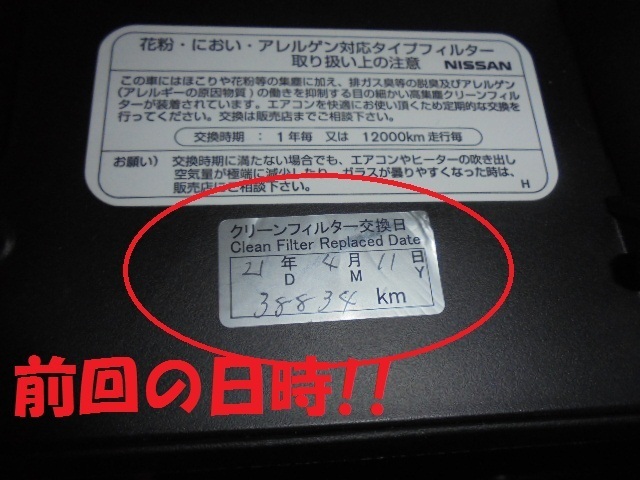 花粉・におい・アレルゲン対応タイプフィルター
取り扱い上の注意 NISSAN
この車にはほこりや花粉等の集塵に加え、排ガス臭等の脱臭及びアレルゲン
(アレルギーの原因物質)の働きを抑制する目の細かい高集塵クリーンフィル
ターが装着されています。エアコンを快適にお使い頂くため定期的な交換を
行ってください。交換は販売店までご相談下さい。
交換時期：1年毎 又は 12000km走行毎
お願い) 交換時期に満たない場合でも、エアコンやヒーターの吹き出し
空気量が極端に減少したり、ガラスが曇りやすくなった時は、
販売店にご相談下さい。 H
クリーンフィルター交換日
Clean Filter Replaced Date
21 年 4 月 11 日
D M Y
38834 km
前回の日時!!